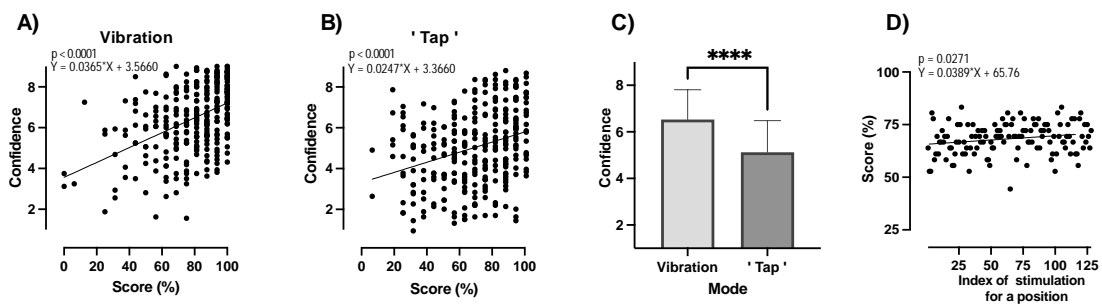 A)
Vibration
p < 0.0001
Y = 0.0365*X + 3.5660
Confidence
8
6
4
2
0 20 40 60 80 100
Score (%)
B)
' Tap '
p < 0.0001
Y = 0.0247*X + 3.3660
Confidence
8
6
4
2
0 20 40 60 80 100
Score (%)
C)
****
Confidence
8
6
4
2
Vibration ' Tap '
Mode
D)
p = 0.0271
Y = 0.0389*X + 65.76
Score (%)
100
75
50
25
25 50 75 100 125
Index of stimulation
for a position